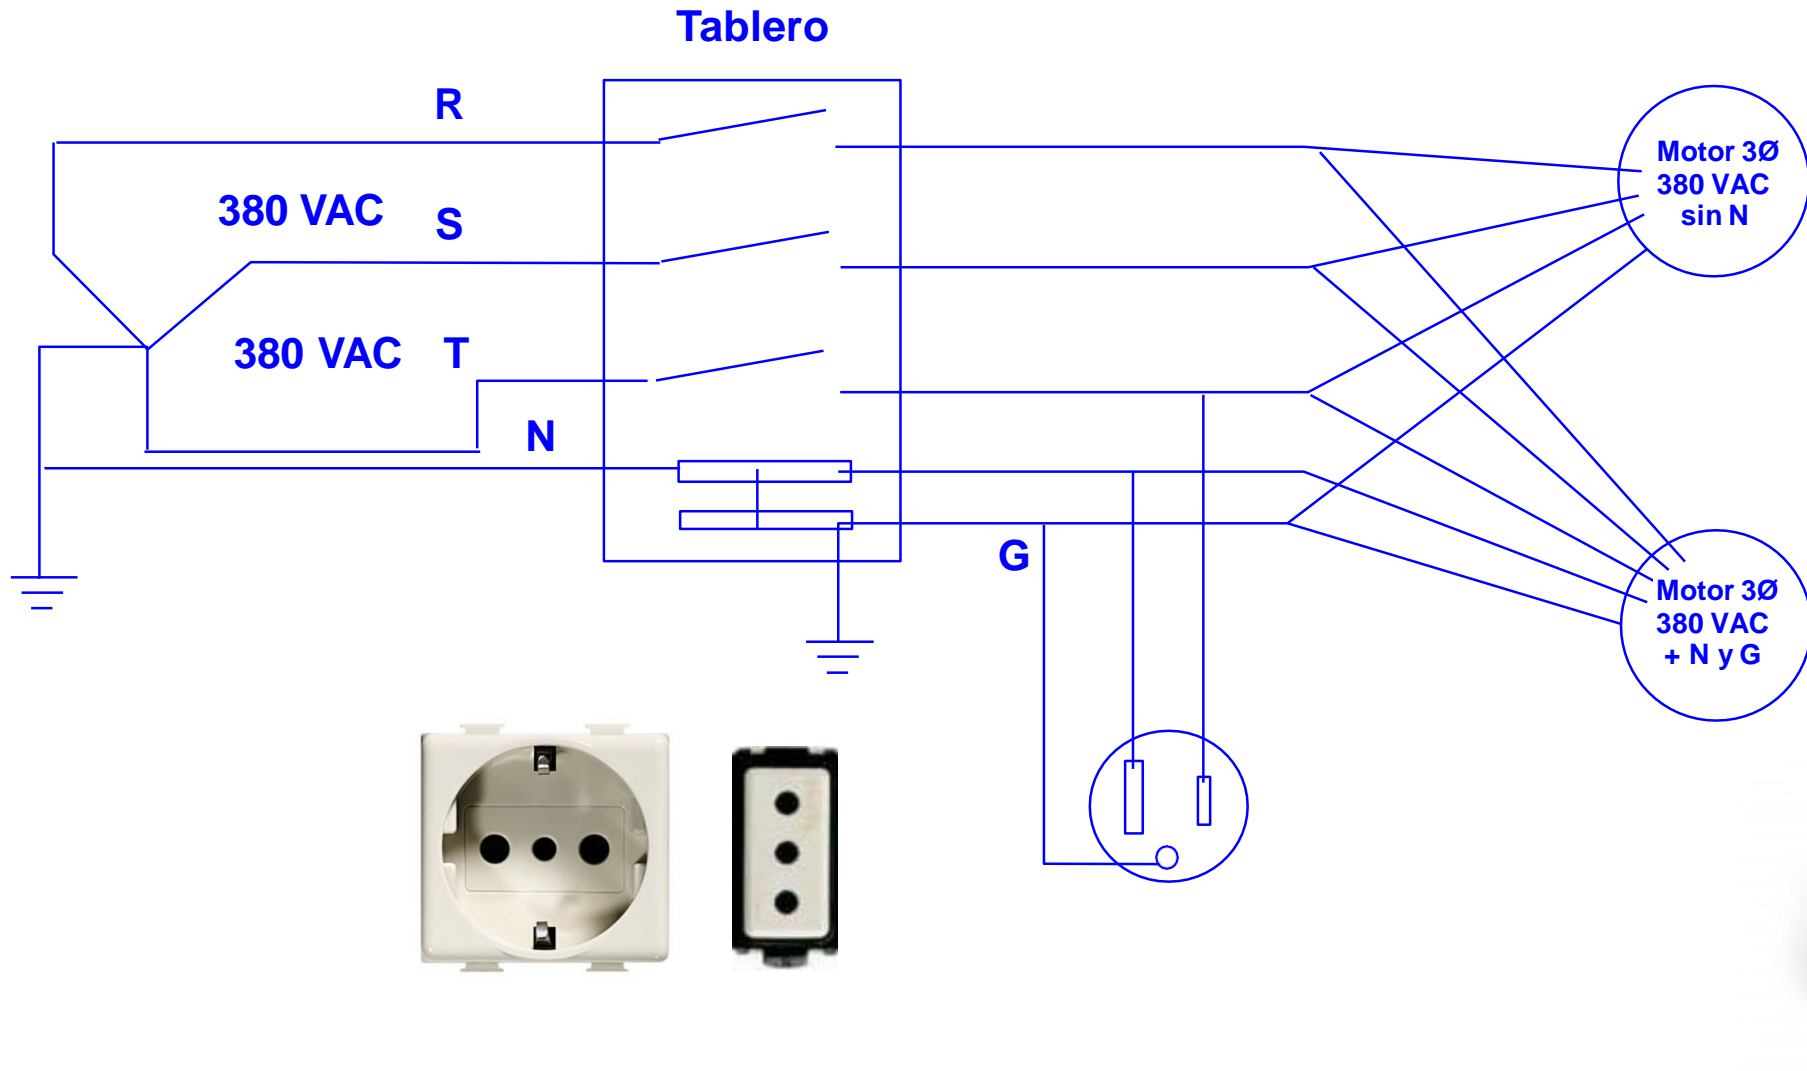 Tablero
R
380 VAC
S
380 VAC
T
N
G
Motor 3Ø
380 VAC
sin N
Motor 3Ø
380 VAC
+ N y G